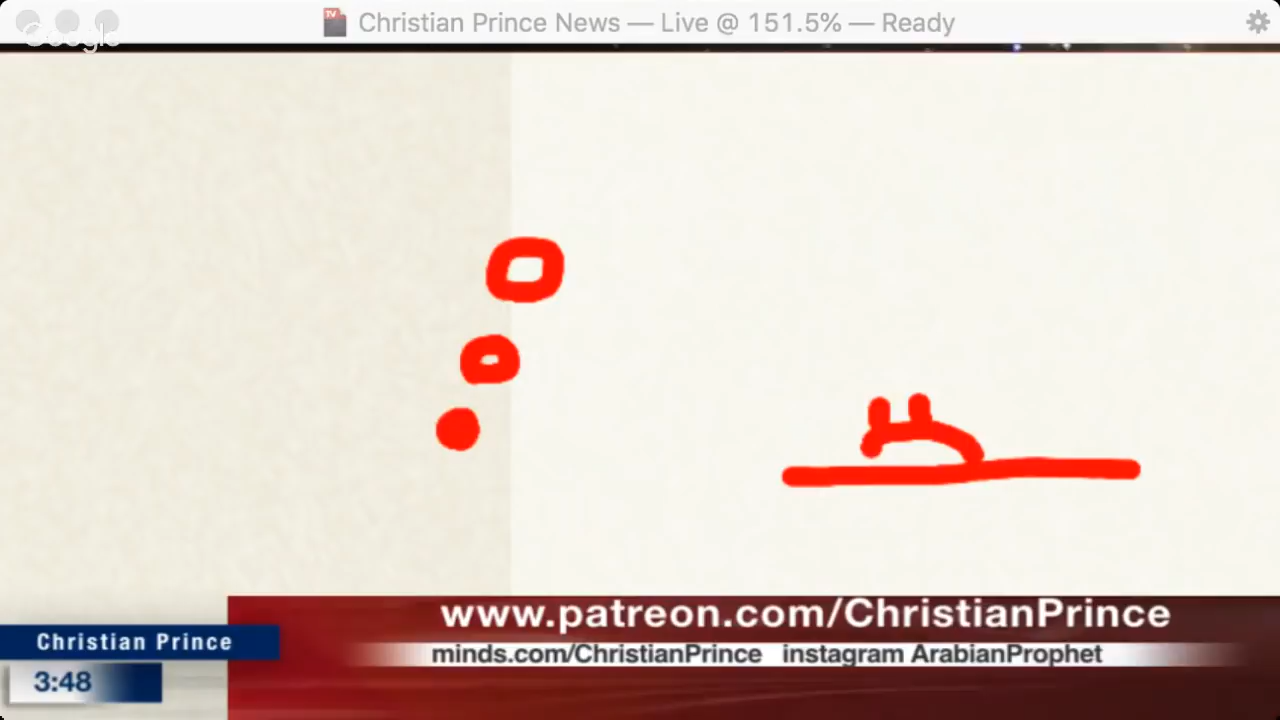 Christian Prince News — Live @ 151.5% — Ready
Google
www.patreon.com/ChristianPrince
Christian Prince
minds.com/ChristianPrince instagram ArabianProphet
3:48